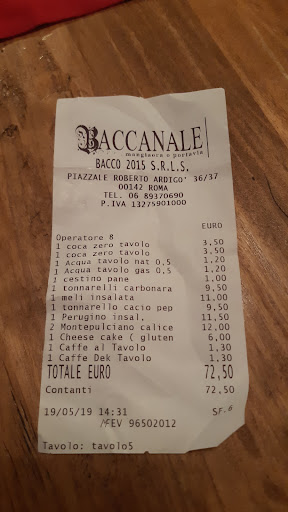 BACCANALE
mangiasera e portavia
BACCO 2015 S.R.L.S.
PIAZZALE ROBERTO ARDIGO' 36/37
00142 ROMA
TEL. 06 89370690
P.IVA 13275901000
EURO
Operatore 8
1 coca zero tavolo 3,50
1 coca zero tavolo 3,50
1 Acqua tavolo nat 0,5 1,20
1 Acqua tavolo gas 0,5 1,20
1 cestino pane 1,00
1 tonnarelli carbonara 9,50
1 meli insalata 11,00
1 tonnarello cacio pep 9,50
1 Perugino insal, 11,50
2 Montepulciano calice 12,00
1 Cheese cake ( gluten 6,00
1 Caffe al Tavolo 1,30
1 Caffe Dek Tavolo 1,30
TOTALE EURO 72,50
Contanti 72,50
19/05/19 14:31 SF.6
/FEV 96502012
Tavolo: tavolo5